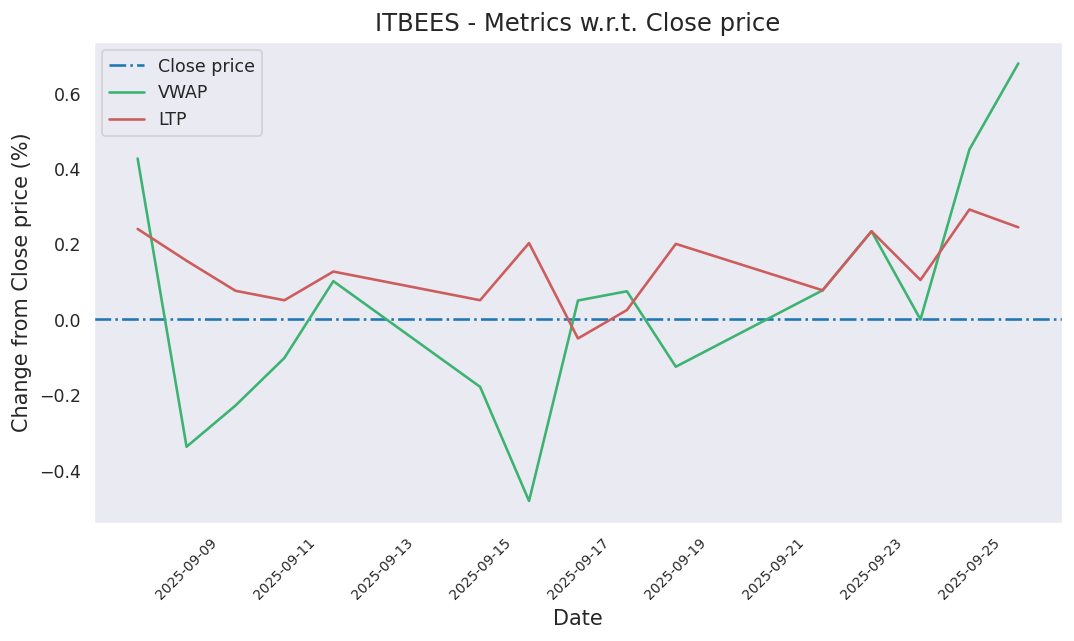 ITBEES - Metrics w.r.t. Close price
Close price
VWAP
LTP
Change from Close price (%)
0.6
0.4
0.2
0.0
−0.2
−0.4
2025-09-09
2025-09-11
2025-09-13
2025-09-15
2025-09-17
2025-09-19
2025-09-21
2025-09-23
2025-09-25
Date